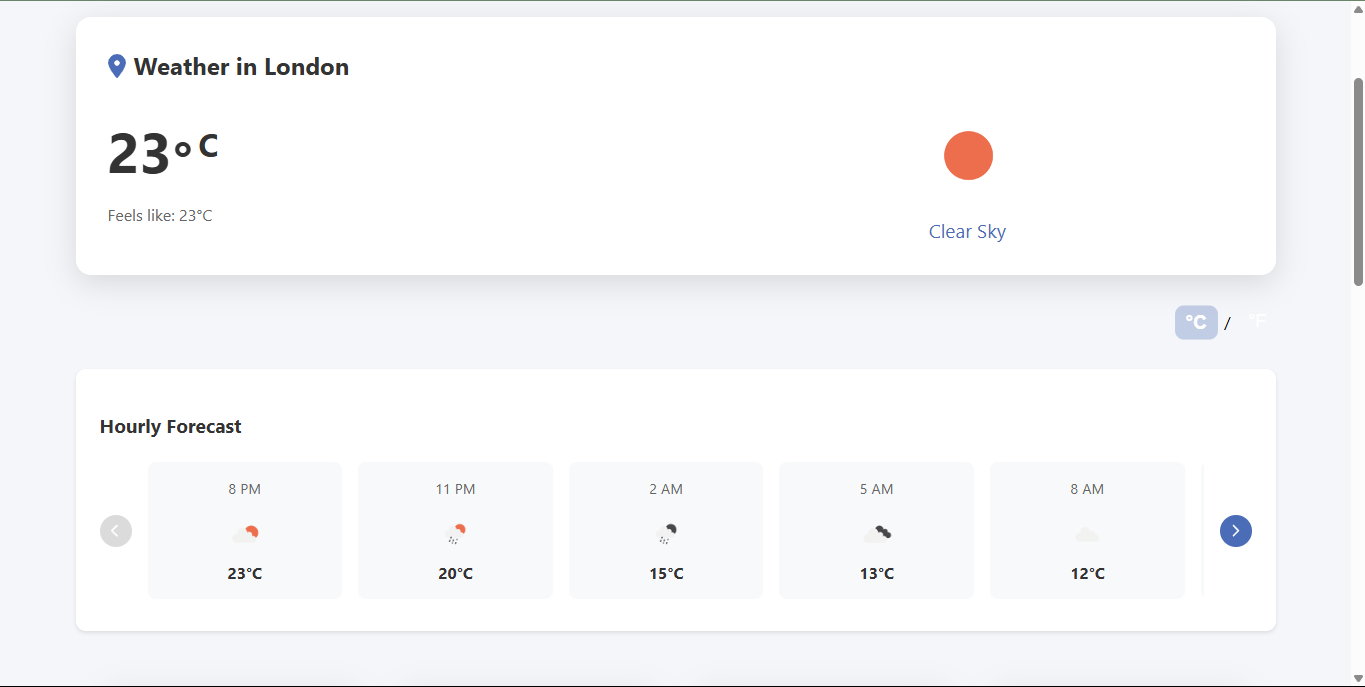 Weather in London
23°C
Feels like: 23°C
Clear Sky
°C / °F
Hourly Forecast
8 PM 11 PM 2 AM 5 AM 8 AM
23°C 20°C 15°C 13°C 12°C